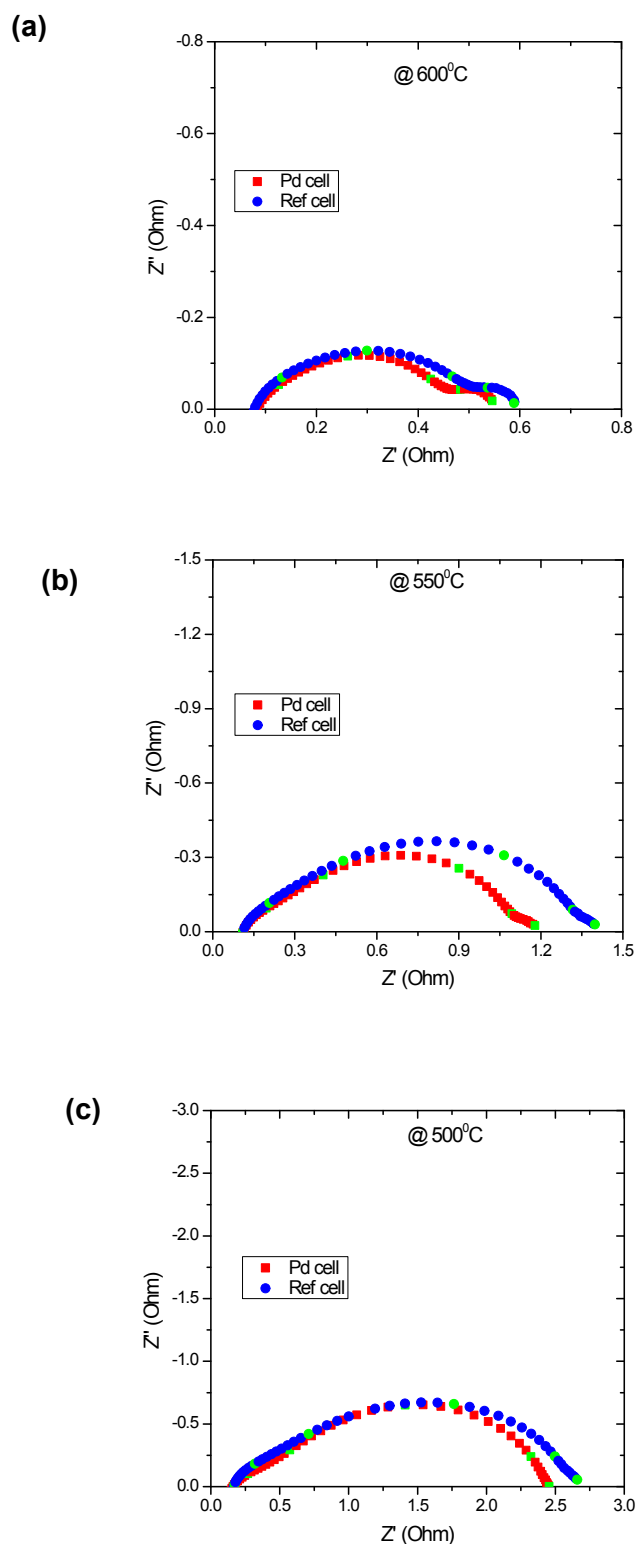 (a)
-0.8
@ 600⁰C
-0.6
Pd cell
Ref cell
-0.4
Z" (Ohm)
-0.2
0.0
0.0 0.2 0.4 0.6 0.8
Z' (Ohm)
(b)
-1.5
@ 550⁰C
-1.2
Pd cell
Ref cell
-0.9
Z" (Ohm)
-0.6
-0.3
0.0
0.0 0.3 0.6 0.9 1.2 1.5
Z' (Ohm)
(c)
-3.0
@ 500⁰C
-2.5
-2.0
Pd cell
Ref cell
-1.5
Z" (Ohm)
-1.0
-0.5
0.0
0.0 0.5 1.0 1.5 2.0 2.5 3.0
Z' (Ohm)